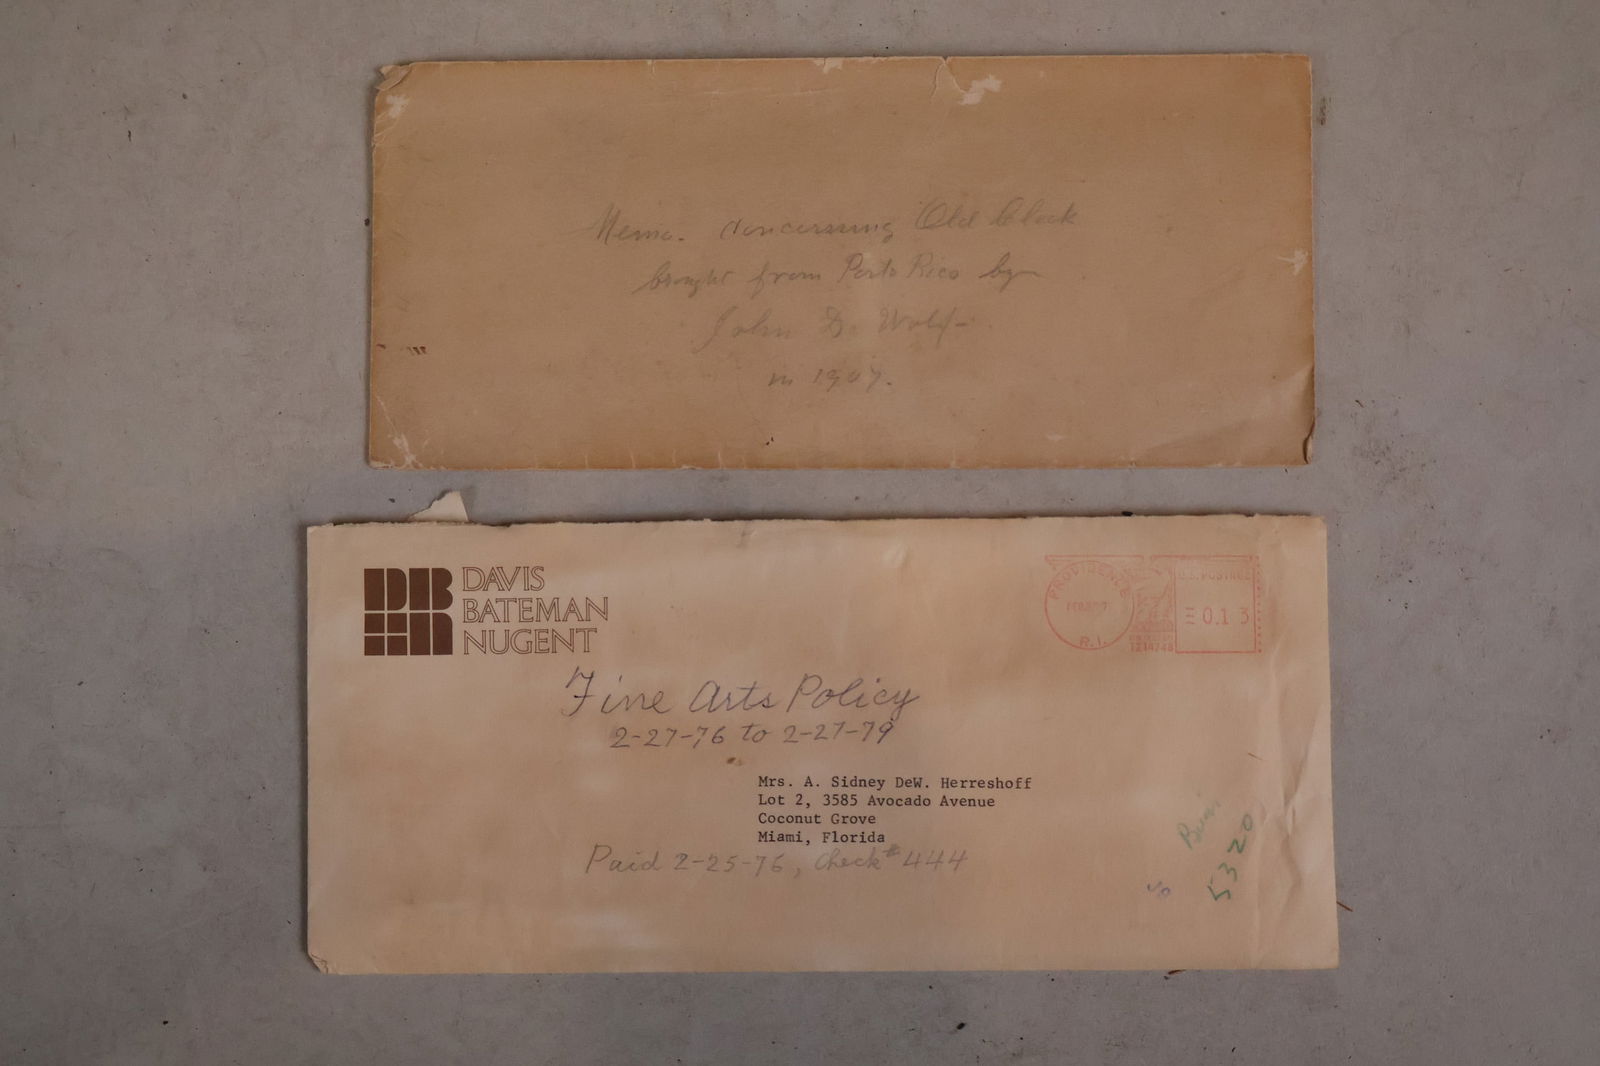 Memo. Concerning Old Clock
brought from Porto Rico by
John D. Wolf
in 1907.
DAVIS
BATEMAN
NUGENT
PROVIDENCE
R.I.
U.S. POSTAGE
0.13
Fine Arts Policy
2-27-76 to 2-27-79
Mrs. A. Sidney DeW. Herreshoff
Lot 2, 3585 Avocado Avenue
Coconut Grove
Miami, Florida
Paid 2-25-76, Check # 444
5320